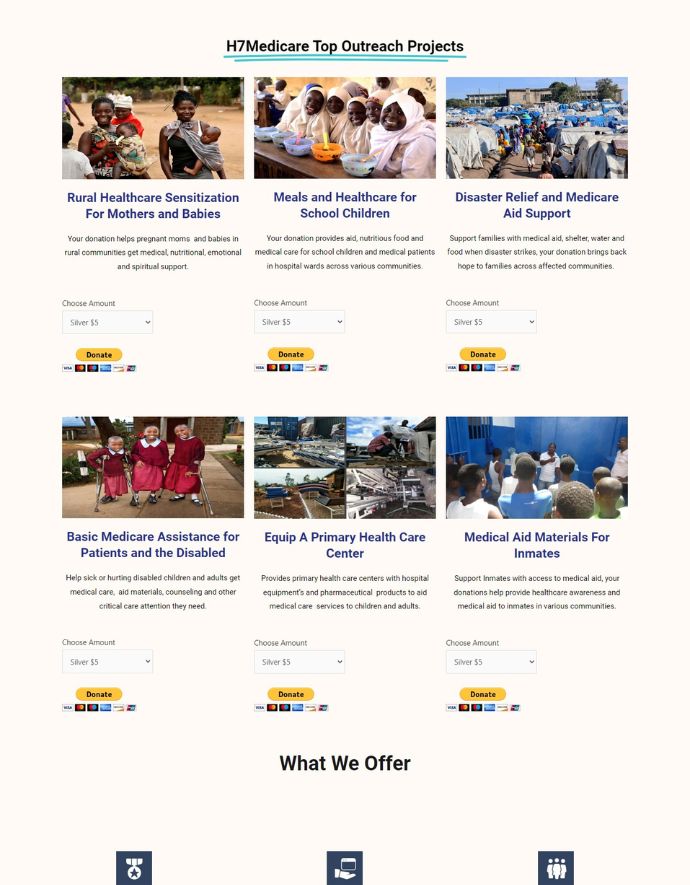 H7Medicare Top Outreach Projects
Rural Healthcare Sensitization
For Mothers and Babies
Your donation helps pregnant moms and babies in
rural communities get medical, nutritional, emotional
and spiritual support.
Choose Amount
Silver $5
Donate
VISA
Meals and Healthcare for
School Children
Your donation provides aid, nutritious food and
medical care for school children and medical patients
in hospital wards across various communities.
Choose Amount
Silver $5
Donate
VISA
Disaster Relief and Medicare
Aid Support
Support families with medical aid, shelter, water and
food when disaster strikes, your donation brings back
hope to families across affected communities.
Choose Amount
Silver $5
Donate
VISA
Basic Medicare Assistance for
Patients and the Disabled
Help sick or hurting disabled children and adults get
medical care, aid materials, counseling and other
critical care attention they need.
Choose Amount
Silver $5
Donate
VISA
Equip A Primary Health Care
Center
Provides primary health care centers with hospital
equipment's and pharmaceutical products to aid
medical care services to children and adults.
Choose Amount
Silver $5
Donate
VISA
Medical Aid Materials For
Inmates
Support Inmates with access to medical aid, your
donations help provide healthcare awareness and
medical aid to inmates in various communities.
Choose Amount
Silver $5
Donate
VISA
What We Offer